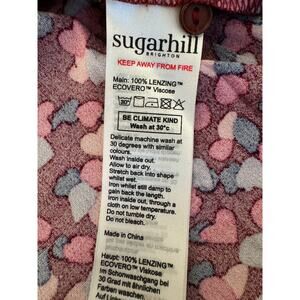 sugarhill
BRIGHTON
KEEP AWAY FROM FIRE
Main: 100% LENZING™
ECOVERO™ Viscose
30°
BE CLIMATE KIND
Wash at 30°c
Delicate machine wash at
30 degrees with similar
colours.
Wash inside out.
Allow to air dry.
Stretch back into shape
whilst wet.
Iron whilst still damp to
gain back the length.
Iron inside out, through a
cloth on low temperature.
Do not tumble dry.
Do not bleach.
Made in China
Haupt: 100% LENZING™
ECOVERO™ Viskose
Im Schonwaschgang bei
30 Grad mit ähnlichen
Farben waschen.